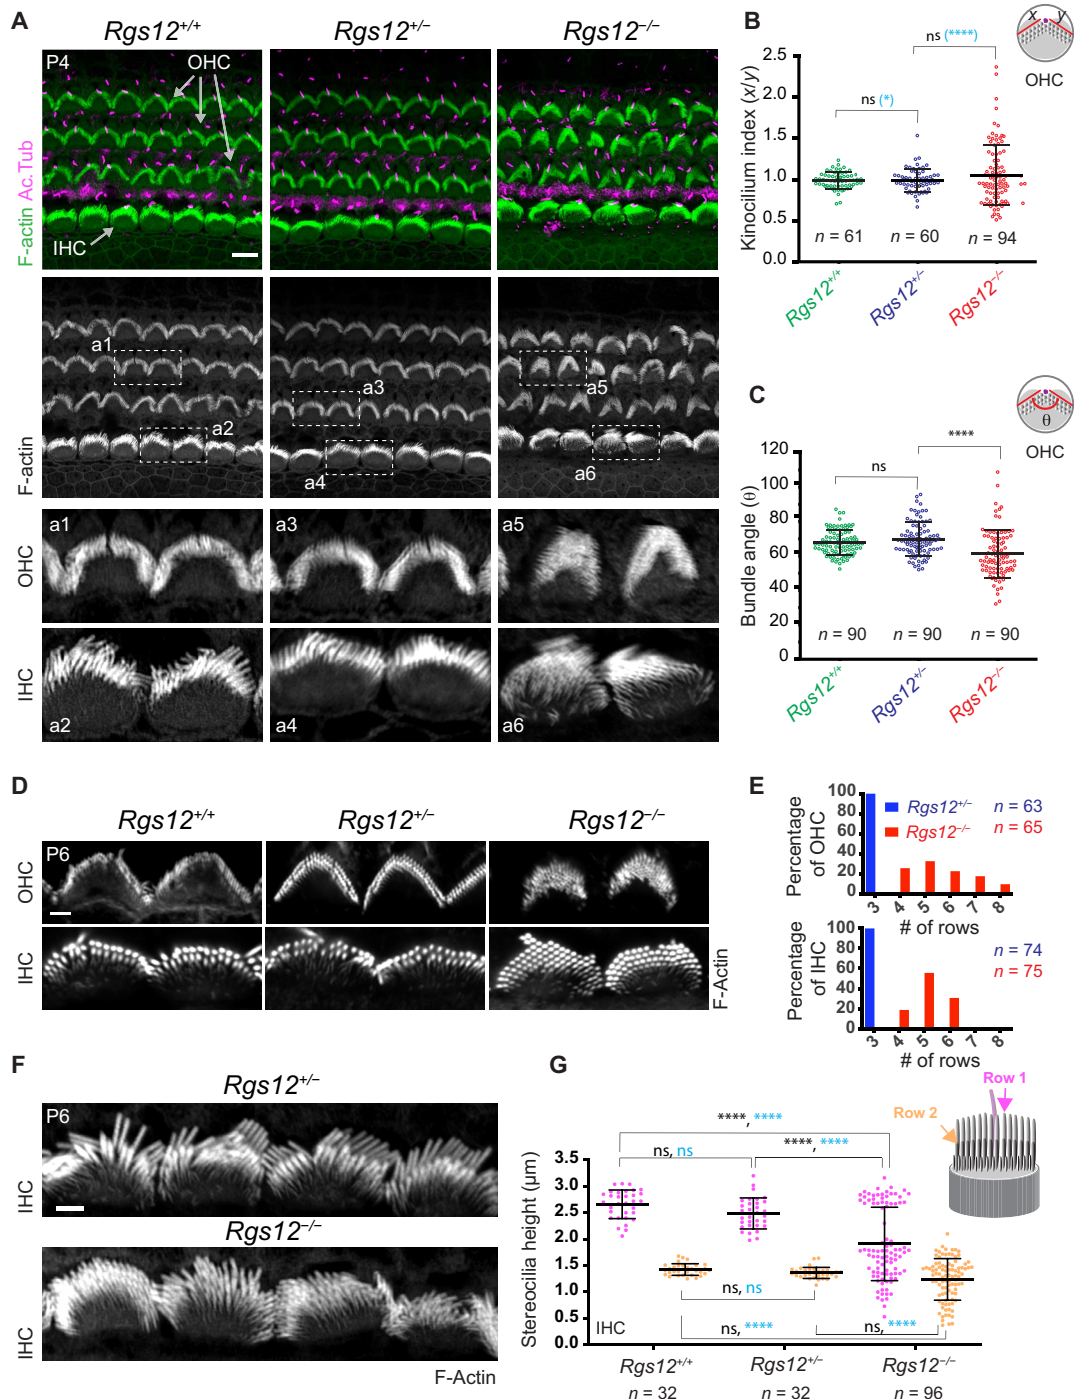 A
Rgs12+/+
Rgs12+/−
Rgs12−/−
P4
OHC
IHC
F-actin Ac.Tub
a1
a2
a3
a4
a5
a6
F-actin
a1
a3
a5
OHC
a2
a4
a6
IHC
B
x y
OHC
ns (****)
ns (*)
Kinocilium index (x/y)
2.5
2.0
1.5
1.0
0.5
0.0
n = 61
n = 60
n = 94
Rgs12+/+
Rgs12+/−
Rgs12−/−
C
θ
OHC
****
ns
Bundle angle (θ)
120
100
80
60
40
20
0
n = 90
n = 90
n = 90
Rgs12+/+
Rgs12+/−
Rgs12−/−
D
Rgs12+/+
Rgs12+/−
Rgs12−/−
P6
OHC
IHC
F-Actin
E
Percentage
of OHC
100
80
60
40
20
0
Rgs12+/−
n = 63
Rgs12−/−
n = 65
3 4 5 6 7 8
# of rows
Percentage
of IHC
100
80
60
40
20
0
n = 74
n = 75
3 4 5 6 7 8
# of rows
F
Rgs12+/−
P6
IHC
Rgs12−/−
IHC
F-Actin
G
Row 1
Row 2
****, ****
ns, ns
****, ****
Stereocilia height (µm)
3.5
3.0
2.5
2.0
1.5
1.0
0.5
0.0
ns, ns
ns, ****
ns, ****
IHC
Rgs12+/+
Rgs12+/−
Rgs12−/−
n = 32
n = 32
n = 96